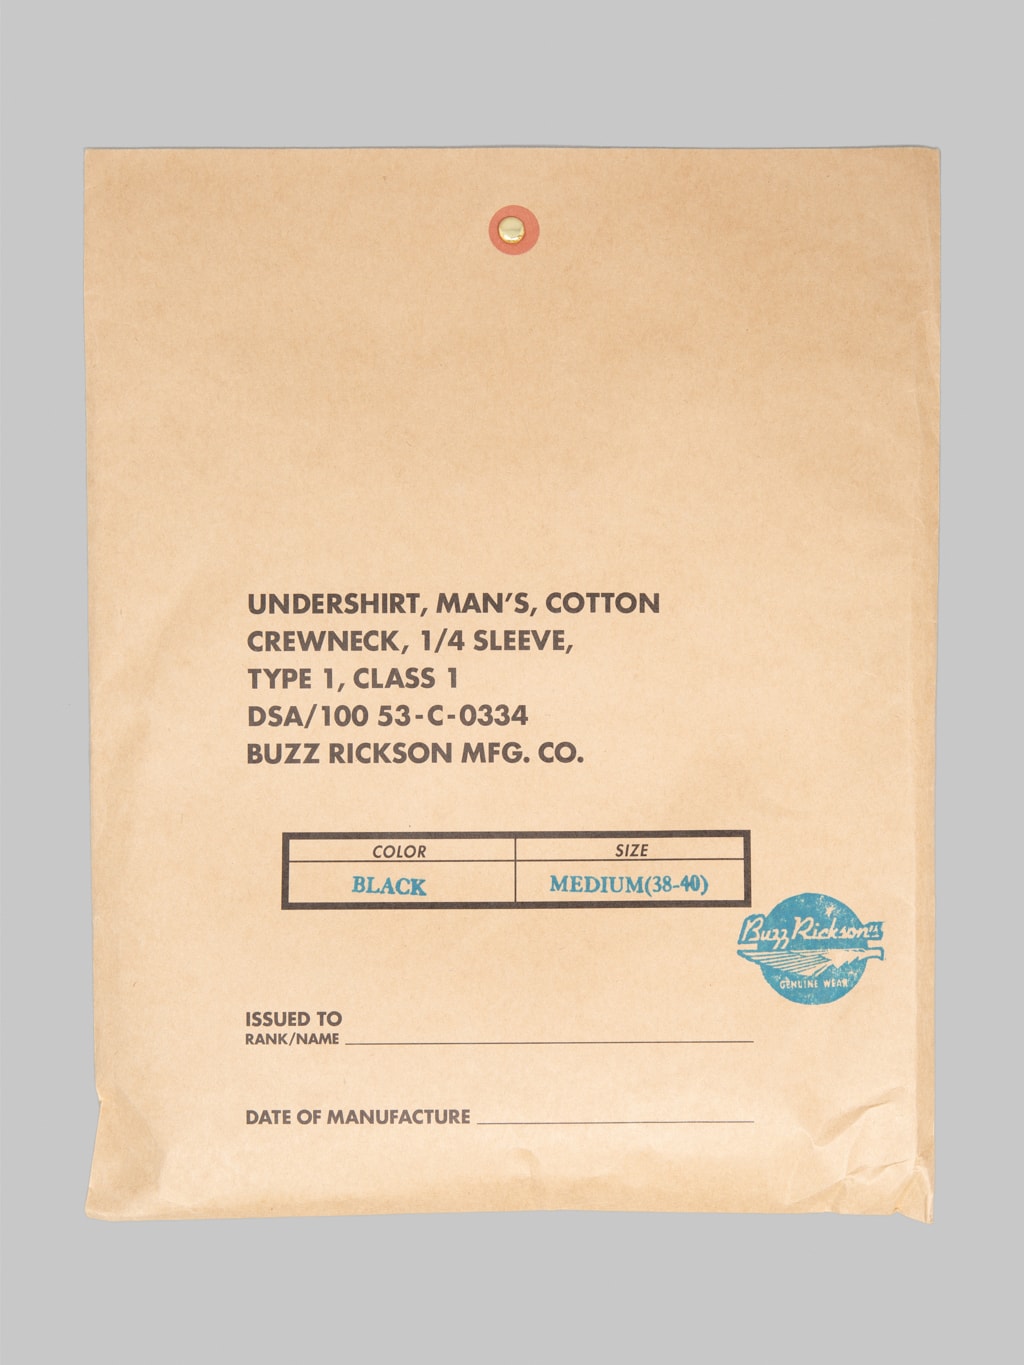 UNDERSHIRT, MAN'S, COTTON
CREWNECK, 1/4 SLEEVE,
TYPE 1, CLASS 1
DSA/100 53-C-0334
BUZZ RICKSON MFG. CO.
COLOR SIZE
BLACK MEDIUM(38-40)
Buzz Rickson's
GENUINE WEAR
ISSUED TO
RANK/NAME
DATE OF MANUFACTURE